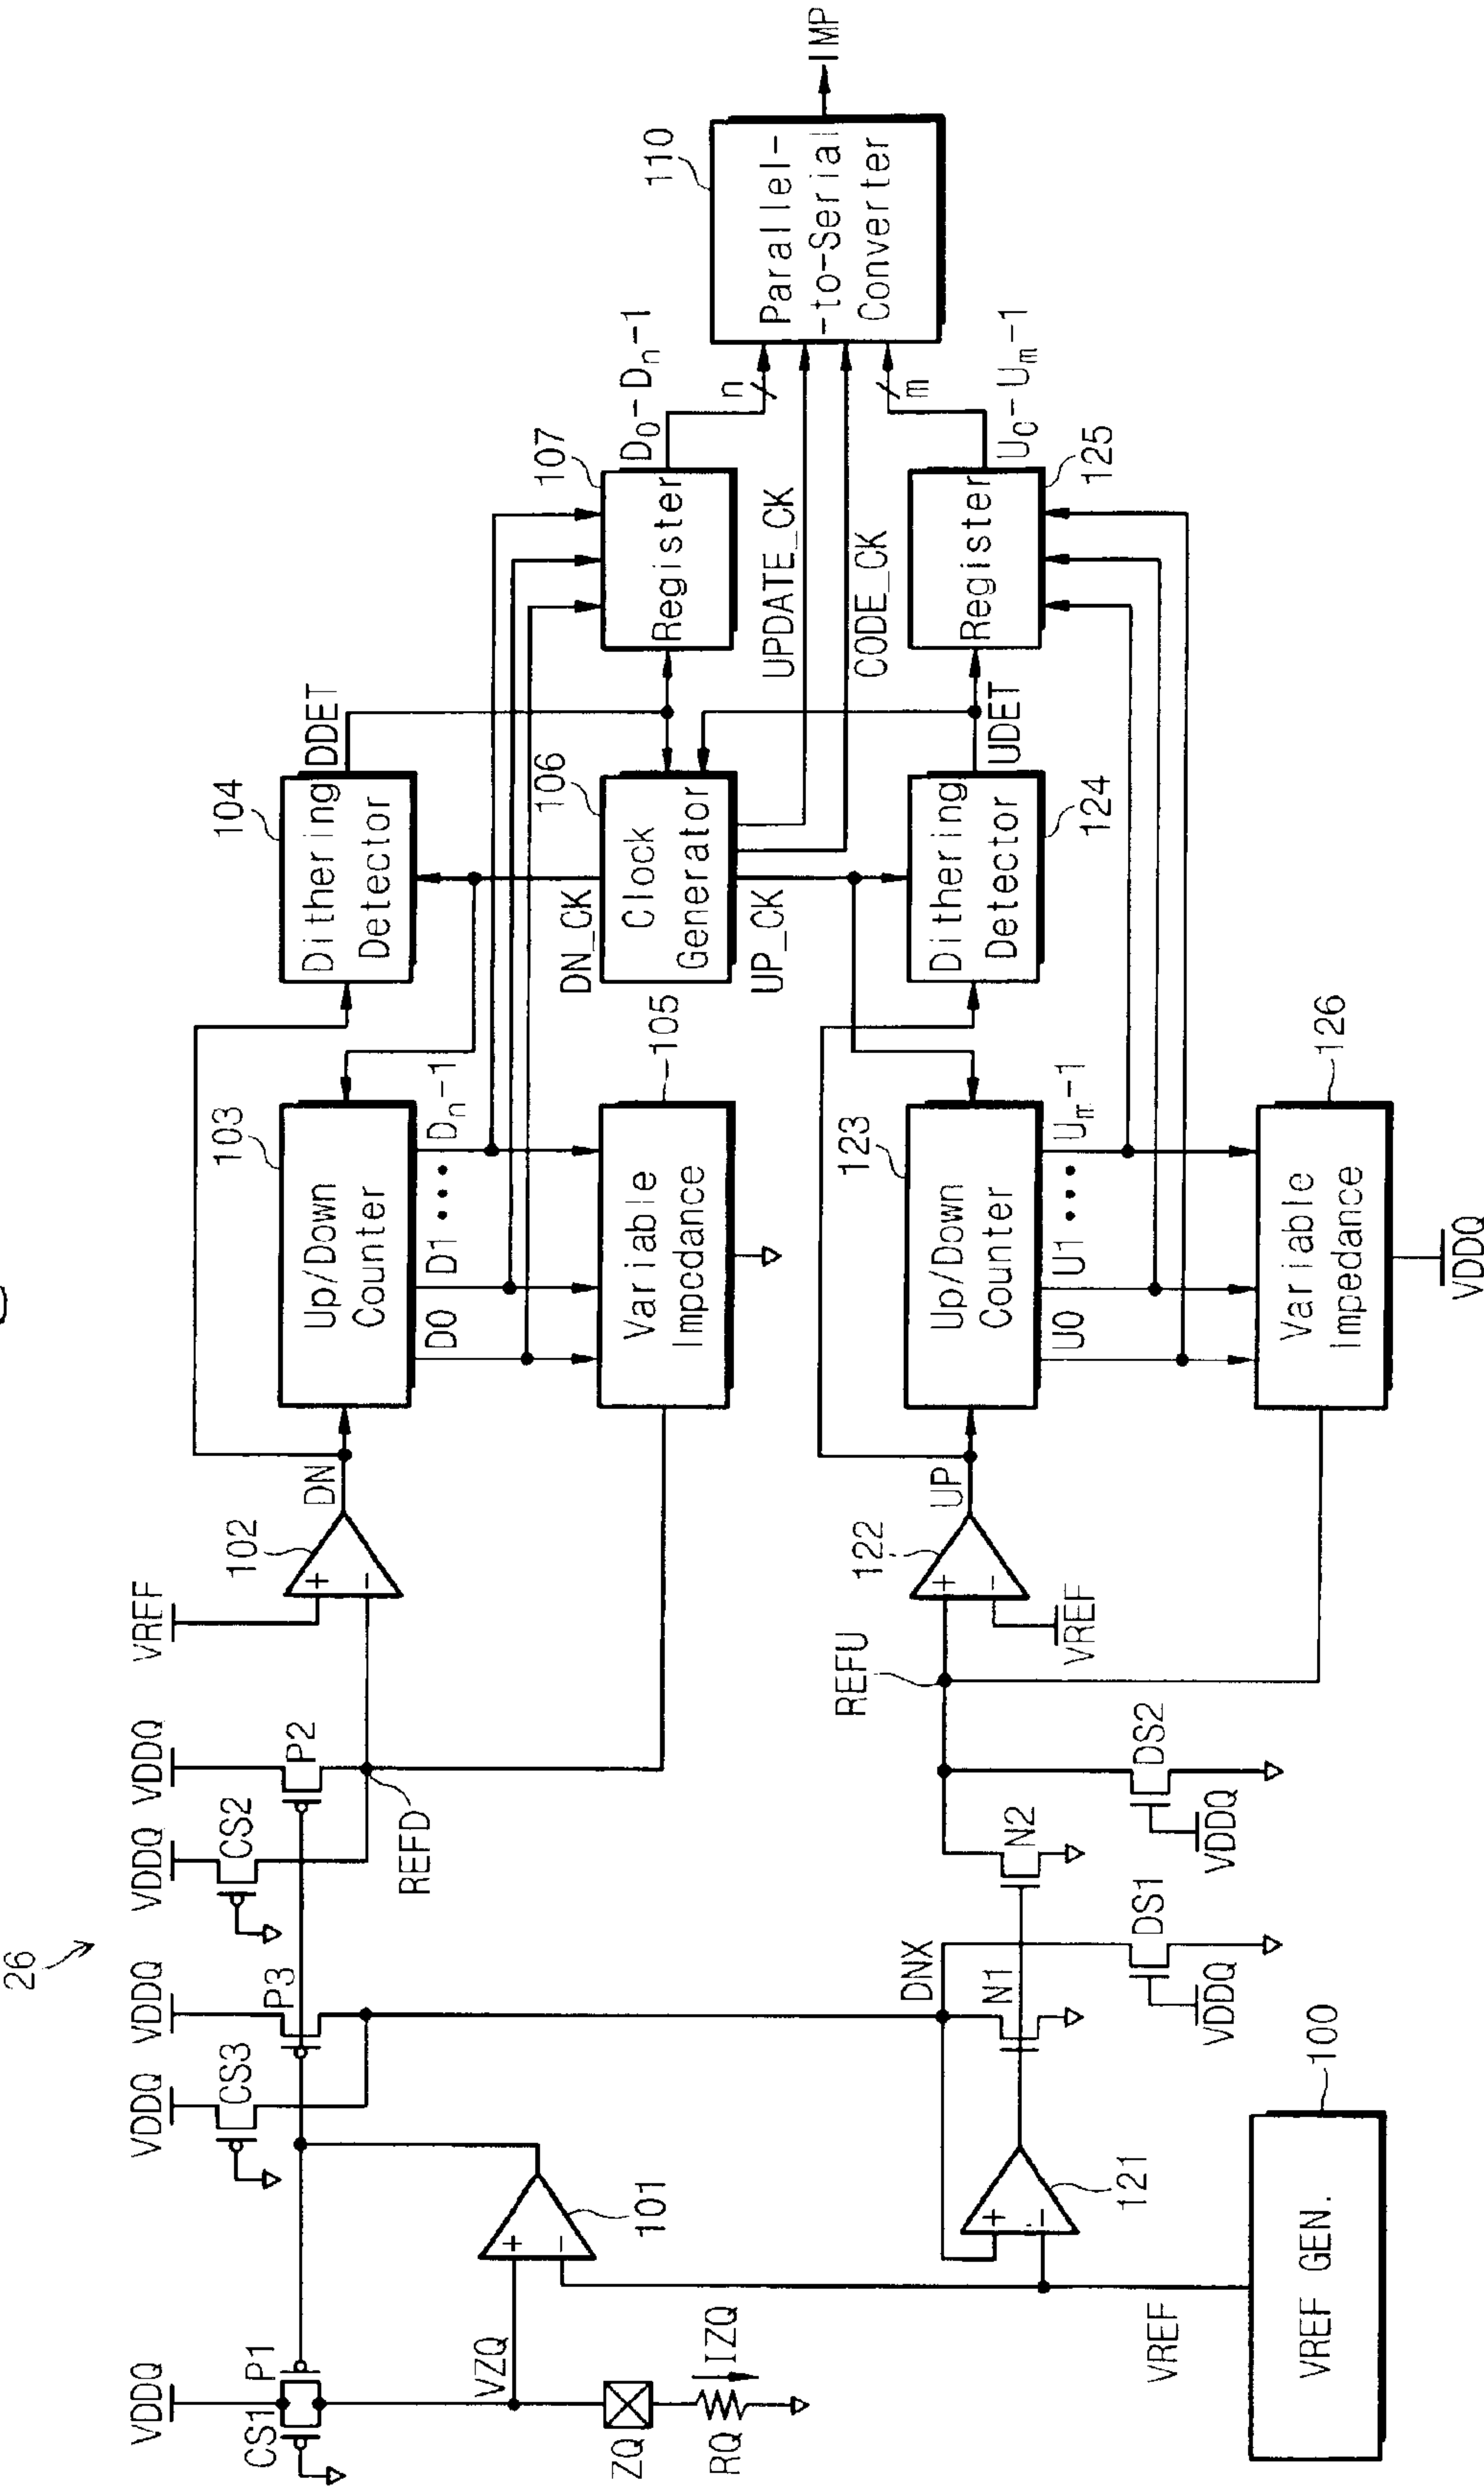 26
VDDQ
CS1
P1
VZQ
ZQ
RQ
IZQ
VDDQ
CS3
VDDQ
P3
VDDQ
CS2
VDDQ
P2
REFD
VREF
101
+
-
102
+
-
DN
103
Up/Down
Counter
D0
D1 •••
Dn-1
104
Dithering
Detector
DDET
105
Variable
Impedance
DN_CK
106
Clock
Generator
UP_CK
107
Register
D0-Dn-1
n
UPDATE_CK
CODE_CK
110
Parallel-
-to-Serial
Converter
IMP
100
VREF GEN.
VREF
121
+
-
DNX
N1
DS1
VDDQ
N2
DS2
VDDQ
REFU
122
+
-
VREF
UP
123
Up/Down
Counter
U0
U1 •••
Um-1
124
Dithering
Detector
UDET
125
Register
U0-Um-1
m
126
Variable
Impedance
VDDQ